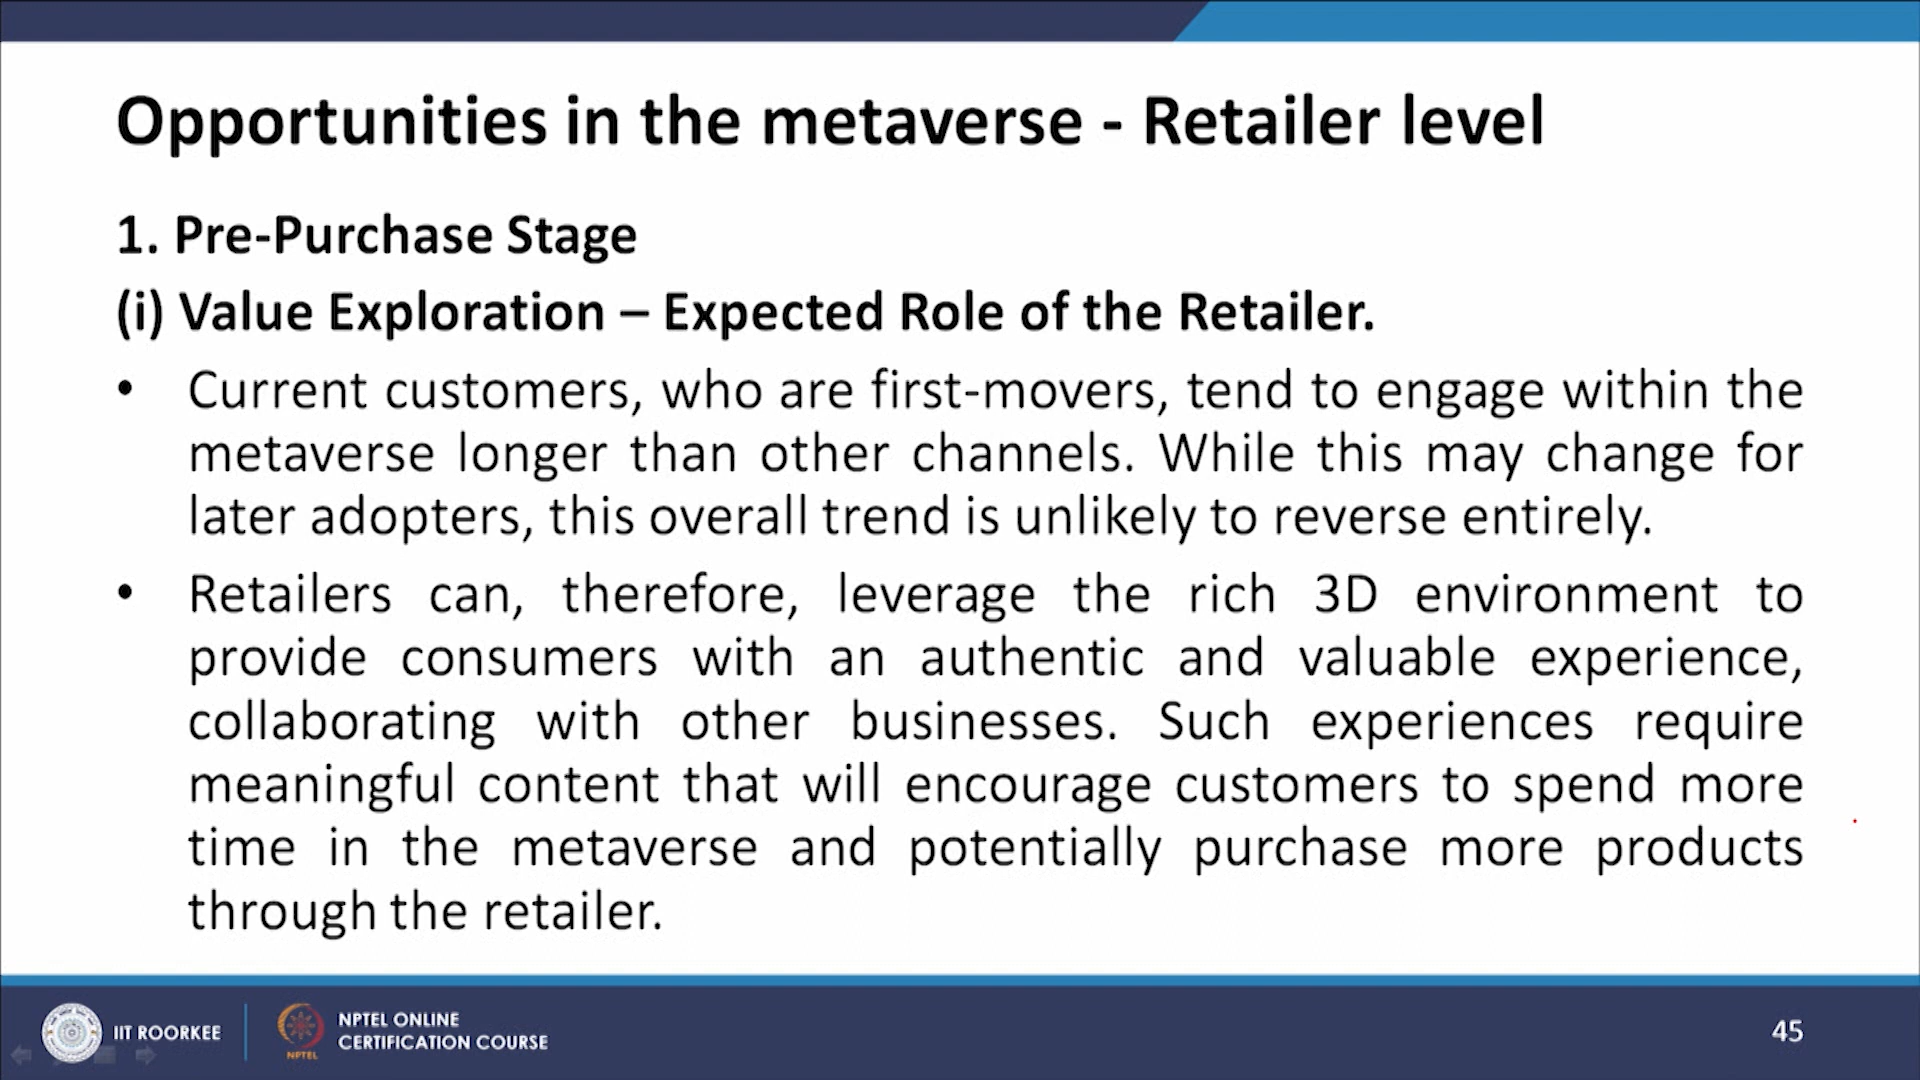 Opportunities in the metaverse - Retailer level
1. Pre-Purchase Stage
(i) Value Exploration – Expected Role of the Retailer.
• Current customers, who are first-movers, tend to engage within the
metaverse longer than other channels. While this may change for
later adopters, this overall trend is unlikely to reverse entirely.
• Retailers can, therefore, leverage the rich 3D environment to
provide consumers with an authentic and valuable experience,
collaborating with other businesses. Such experiences require
meaningful content that will encourage customers to spend more
time in the metaverse and potentially purchase more products
through the retailer.
IIT ROORKEE
NPTEL
NPTEL ONLINE
CERTIFICATION COURSE
45